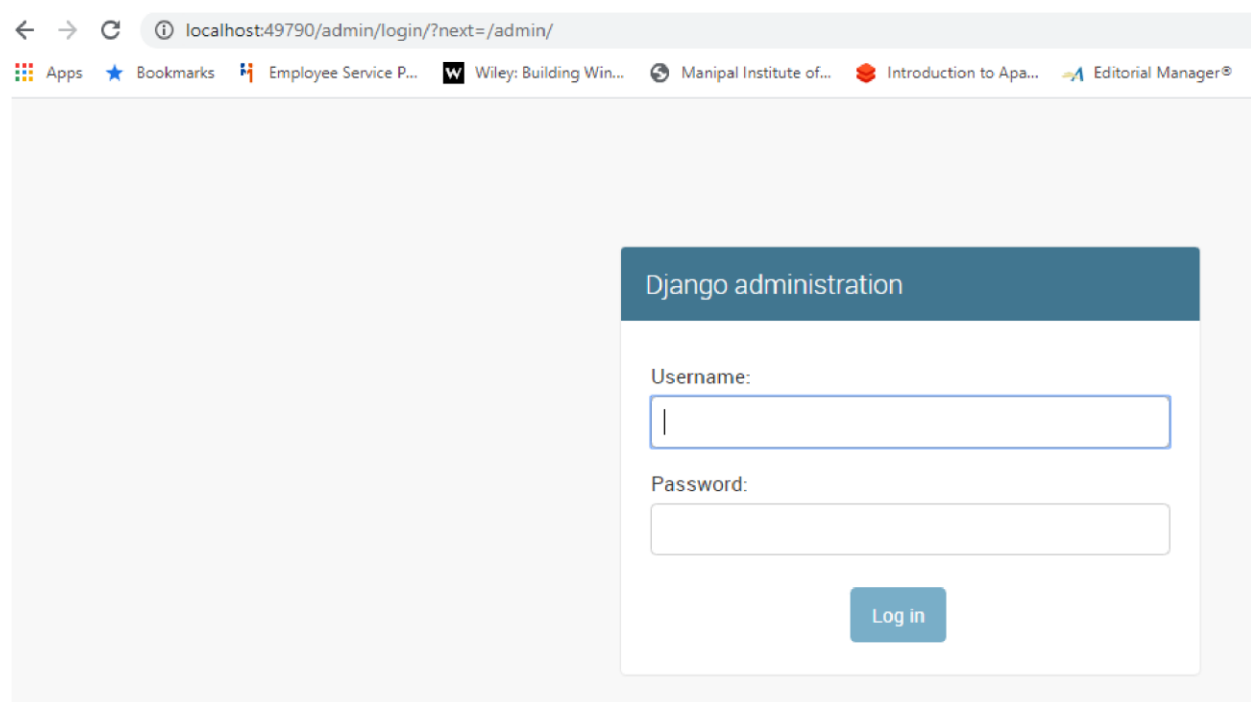 localhost:49790/admin/login/?next=/admin/
Apps Bookmarks Employee Service P... W Wiley: Building Win... Manipal Institute of... Introduction to Apa... Editorial Manager®
Django administration
Username:
Password:
Log in